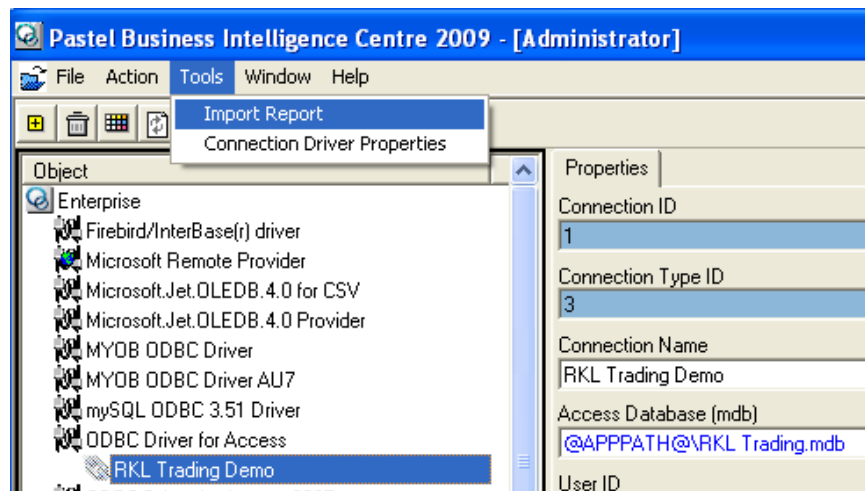 Pastel Business Intelligence Centre 2009 - [Administrator]
File Action Tools Window Help
Import Report
Connection Driver Properties
Object
Enterprise
Firebird/InterBase(r) driver
Microsoft Remote Provider
Microsoft.Jet.OLEDB.4.0 for CSV
Microsoft.Jet.OLEDB.4.0 Provider
MYOB ODBC Driver
MYOB ODBC Driver AU7
mySQL ODBC 3.51 Driver
ODBC Driver for Access
RKL Trading Demo
Properties
Connection ID
1
Connection Type ID
3
Connection Name
RKL Trading Demo
Access Database (mdb)
@APPPATH@\RKL Trading.mdb
User ID